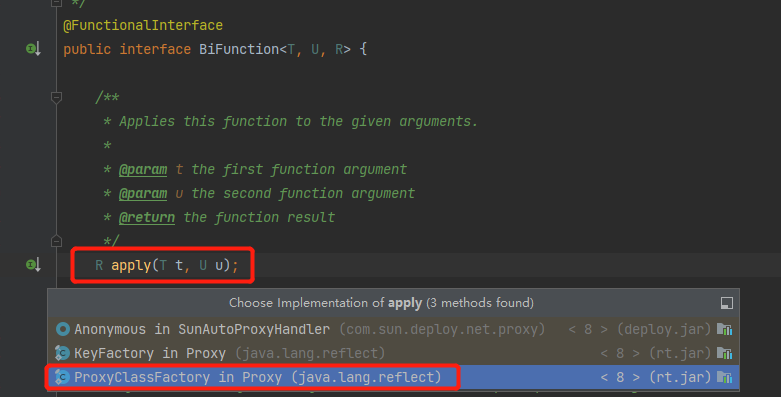 */
@FunctionalInterface
public interface BiFunction<T, U, R> {
/**
* Applies this function to the given arguments.
*
* @param t the first function argument
* @param u the second function argument
* @return the function result
*/
R apply(T t, U u);
Choose Implementation of apply (3 methods found)
Anonymous in SunAutoProxyHandler (com.sun.deploy.net.proxy) < 8 > (deploy.jar)
KeyFactory in Proxy (java.lang.reflect) < 8 > (rt.jar)
ProxyClassFactory in Proxy (java.lang.reflect) < 8 > (rt.jar)